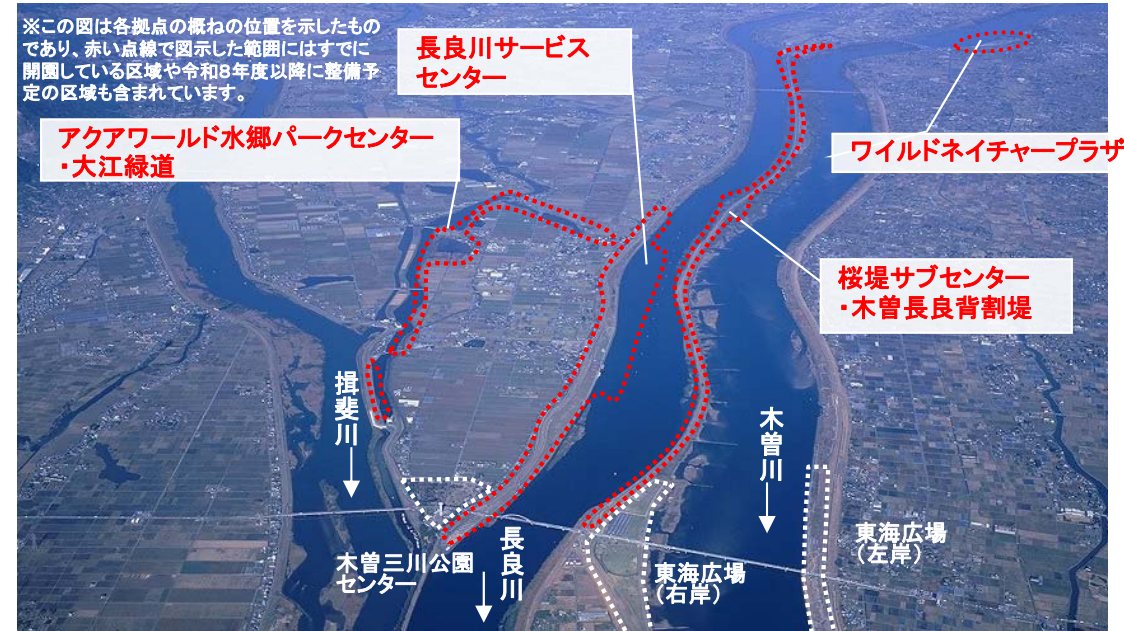 ※この図は各拠点の概ねの位置を示したもの
であり、赤い点線で図示した範囲にはすでに
開園している区域や令和8年度以降に整備予
定の区域も含まれています。
長良川サービス
センター
アクアワールド水郷パークセンター
・大江緑道
ワイルドネイチャープラザ
桜堤サブセンター
・木曽長良背割堤
揖斐川
木曽川
長良川
木曽三川公園
センター
東海広場
（右岸）
東海広場
（左岸）